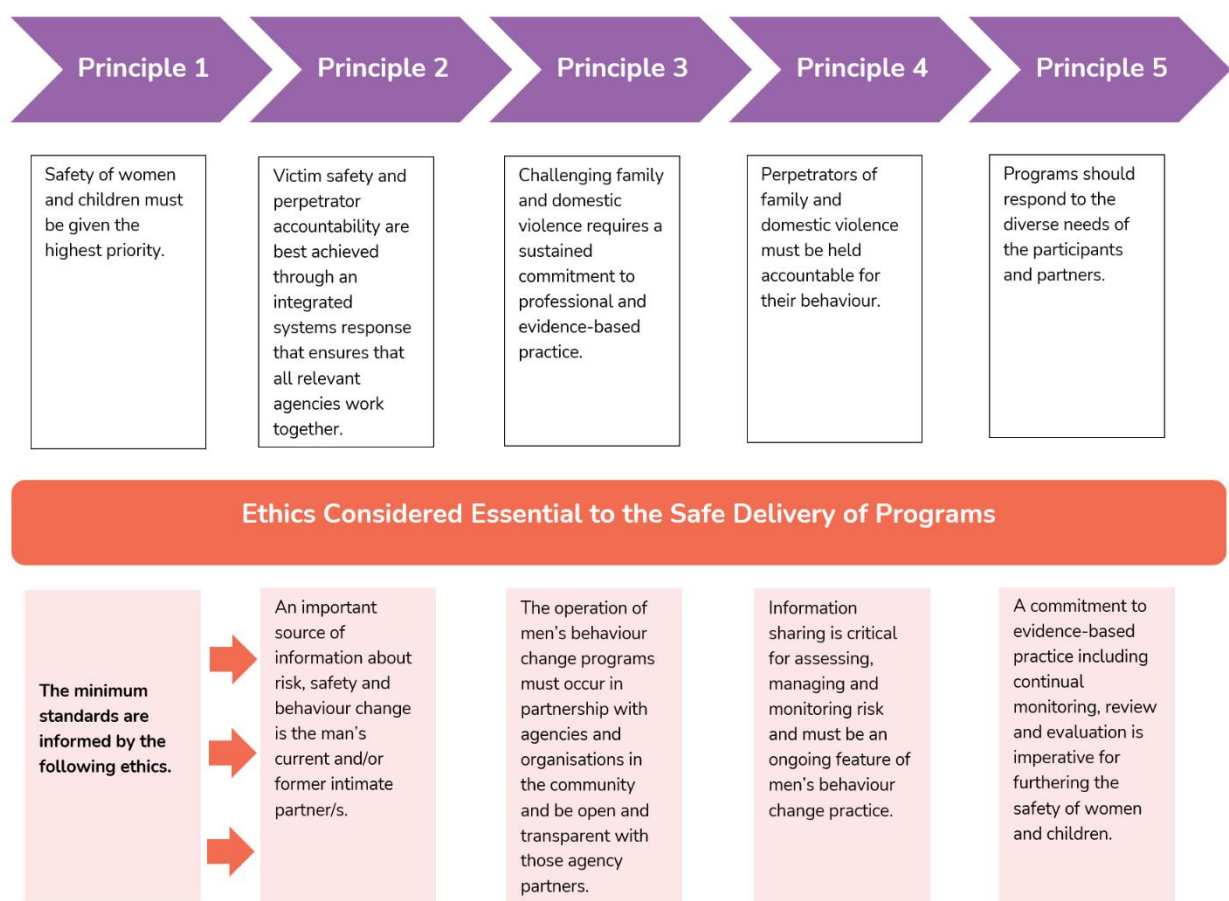 Principle 1
Principle 2
Principle 3
Principle 4
Principle 5
Safety of women
and children must
be given the
highest priority.
Victim safety and
perpetrator
accountability are
best achieved
through an
integrated
systems response
that ensures that
all relevant
agencies work
together.
Challenging family
and domestic
violence requires a
sustained
commitment to
professional and
evidence-based
practice.
Perpetrators of
family and
domestic violence
must be held
accountable for
their behaviour.
Programs should
respond to the
diverse needs of
the participants
and partners.
Ethics Considered Essential to the Safe Delivery of Programs
The minimum
standards are
informed by the
following ethics.
An important
source of
information about
risk, safety and
behaviour change
is the man’s
current and/or
former intimate
partner/s.
The operation of
men’s behaviour
change programs
must occur in
partnership with
agencies and
organisations in
the community
and be open and
transparent with
those agency
partners.
Information
sharing is critical
for assessing,
managing and
monitoring risk
and must be an
ongoing feature of
men’s behaviour
change practice.
A commitment to
evidence-based
practice including
continual
monitoring, review
and evaluation is
imperative for
furthering the
safety of women
and children.